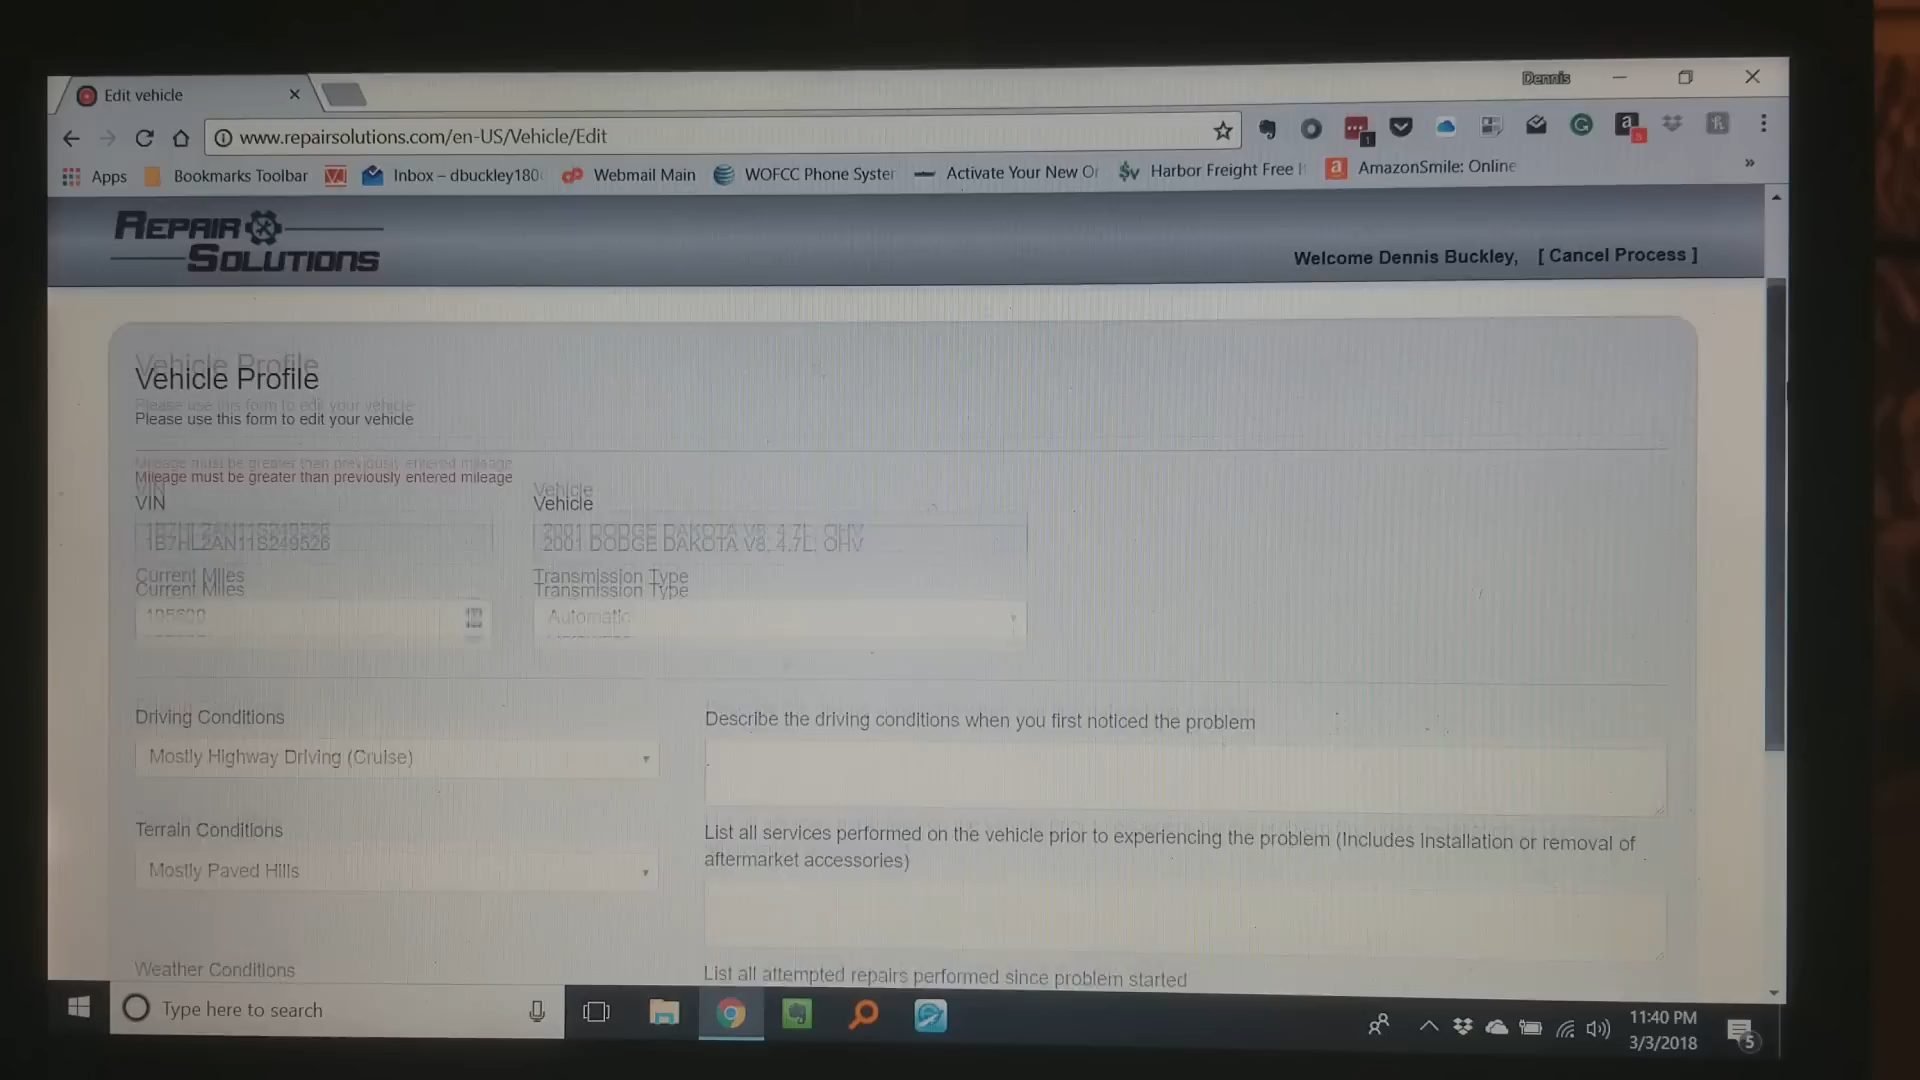 Edit vehicle
Dennis
www.repairsolutions.com/en-US/Vehicle/Edit
Apps Bookmarks Toolbar Inbox – dbuckley180 Webmail Main WOFCC Phone Syster Activate Your New Or Harbor Freight Free I AmazonSmile: Online
REPAIR
SOLUTIONS
Welcome Dennis Buckley, [ Cancel Process ]
Vehicle Profile
Please use this form to edit your vehicle
Mileage must be greater than previously entered mileage
VIN Vehicle
1B7HL2AN11S249526 2001 DODGE DAKOTA V8, 4.7L, OHV
Current Miles Transmission Type
Automatic
Driving Conditions Describe the driving conditions when you first noticed the problem
Mostly Highway Driving (Cruise)
Terrain Conditions List all services performed on the vehicle prior to experiencing the problem (Includes Installation or removal of
aftermarket accessories)
Mostly Paved Hills
Weather Conditions List all attempted repairs performed since problem started
Type here to search
11:40 PM
3/3/2018
5